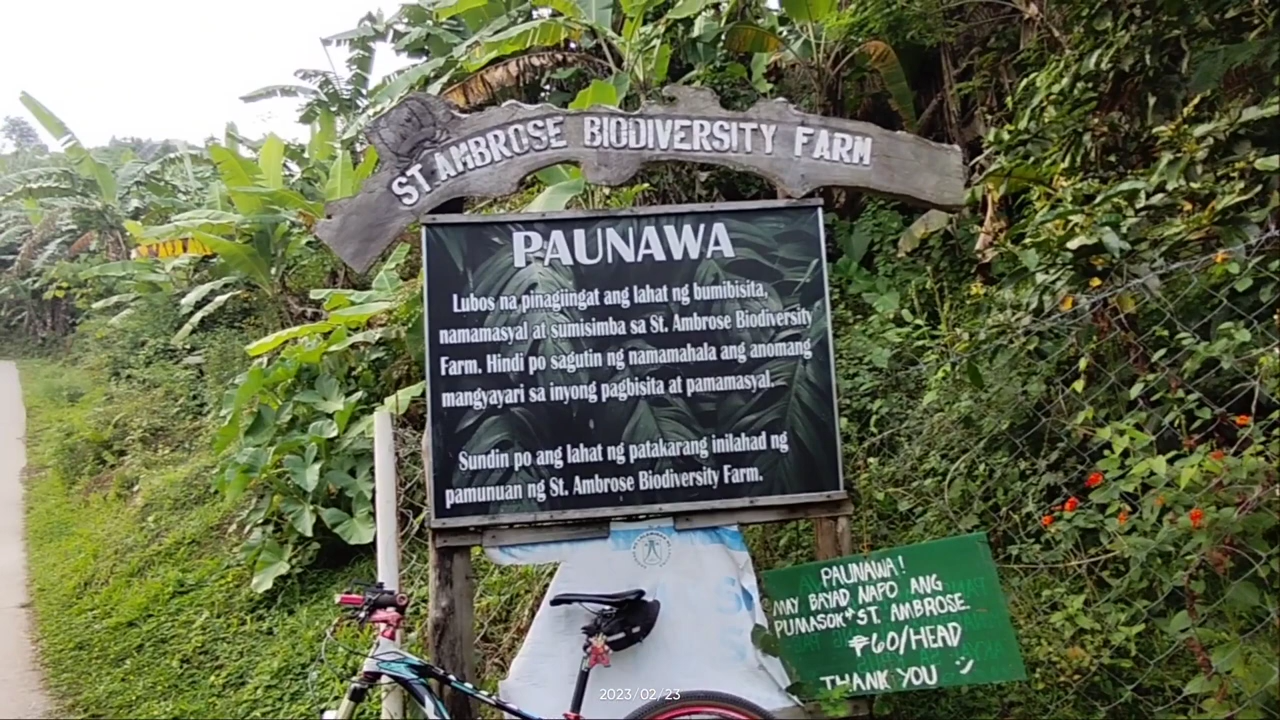 ST. AMBROSE BIODIVERSITY FARM
PAUNAWA
Lubos na pinagiingat ang lahat ng bumibisita,
namamasyal at sumisimba sa St. Ambrose Biodiversity
Farm. Hindi po sagutin ng namamahala ang anomang
mangyayari sa inyong pagbisita at pamamasyal.
Sundin po ang lahat ng patakarang inilahad ng
pamunuan ng St. Ambrose Biodiversity Farm.
PAUNAWA!
MAY BAYAD NAPO ANG
PUMASOK ST. AMBROSE.
₱60/HEAD
THANK YOU
2023/02/23